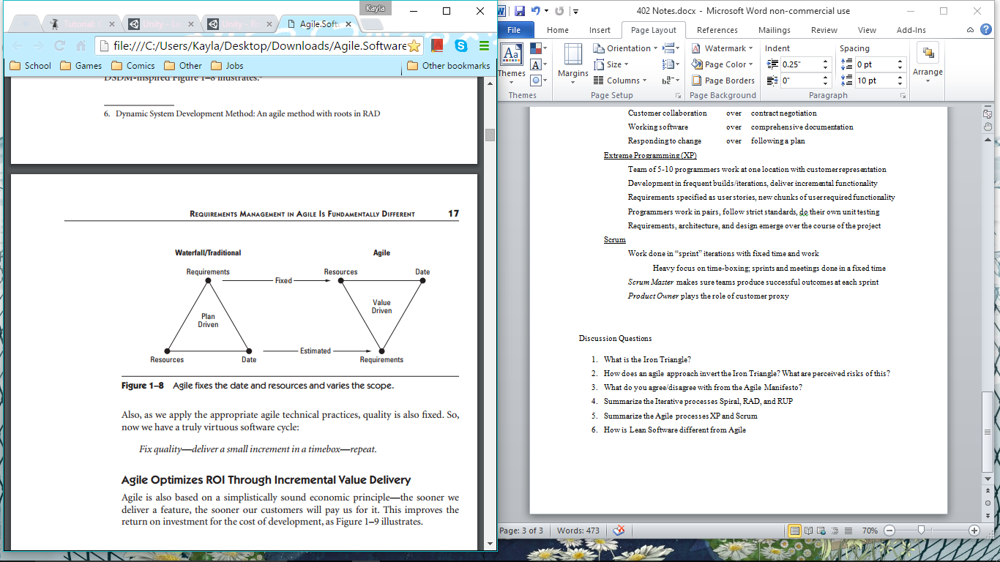 Kayla
Tutorial: C
Unity - Le
Unity - R
Agile.Soft
file:///C:/Users/Kayla/Desktop/Downloads/Agile.Software
School
Games
Comics
Other
Jobs
Other bookmarks
DSDM-inspired Figure 1–8 illustrates.6
6. Dynamic System Development Method: An agile method with roots in RAD
Requirements Management in Agile Is Fundamentally Different 17
Waterfall/Traditional
Agile
Requirements
Fixed
Resources
Date
Plan
Driven
Value
Driven
Resources
Date
Estimated
Requirements
Figure 1–8 Agile fixes the date and resources and varies the scope.
Also, as we apply the appropriate agile technical practices, quality is also fixed. So,
now we have a truly virtuous software cycle:
Fix quality—deliver a small increment in a timebox—repeat.
Agile Optimizes ROI Through Incremental Value Delivery
Agile is also based on a simplistically sound economic principle—the sooner we
deliver a feature, the sooner our customers will pay us for it. This improves the
return on investment for the cost of development, as Figure 1–9 illustrates.
402 Notes.docx - Microsoft Word non-commercial use
File
Home
Insert
Page Layout
References
Mailings
Review
View
Add-Ins
Themes
Themes
Margins
Orientation
Size
Columns
Page Setup
Watermark
Page Color
Page Borders
Page Background
Indent
0.25"
0"
Spacing
0 pt
10 pt
Paragraph
Arrange
Customer collaboration over contract negotiation
Working software over comprehensive documentation
Responding to change over following a plan
Extreme Programming (XP)
Team of 5-10 programmers work at one location with customer representation
Development in frequent builds/iterations, deliver incremental functionality
Requirements specified as user stories, new chunks of user required functionality
Programmers work in pairs, follow strict standards, do their own unit testing
Requirements, architecture, and design emerge over the course of the project
Scrum
Work done in “sprint” iterations with fixed time and work
Heavy focus on time-boxing; sprints and meetings done in a fixed time
Scrum Master makes sure teams produce successful outcomes at each sprint
Product Owner plays the role of customer proxy
Discussion Questions
1. What is the Iron Triangle?
2. How does an agile approach invert the Iron Triangle? What are perceived risks of this?
3. What do you agree/disagree with from the Agile Manifesto?
4. Summarize the Iterative processes Spiral, RAD, and RUP
5. Summarize the Agile processes XP and Scrum
6. How is Lean Software different from Agile
Page: 3 of 3
Words: 473
70%